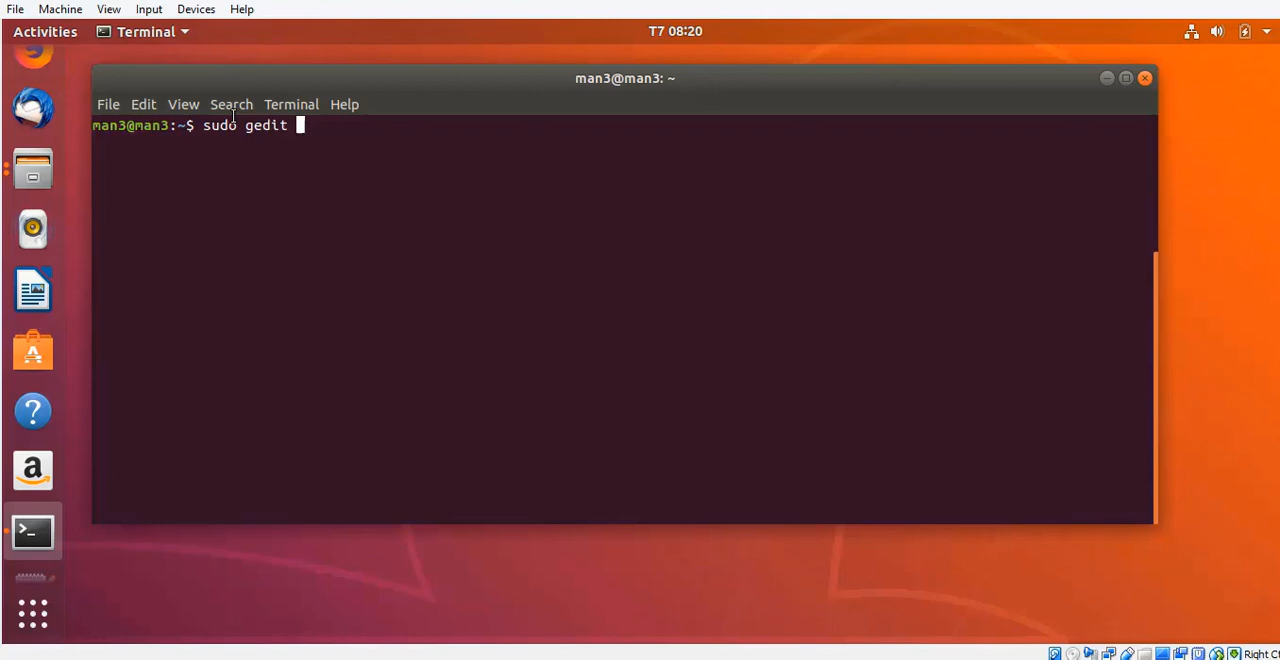 File Machine View Input Devices Help
Activities Terminal T7 08:20
man3@man3: ~
File Edit View Search Terminal Help
man3@man3:~$ sudo gedit
Right C